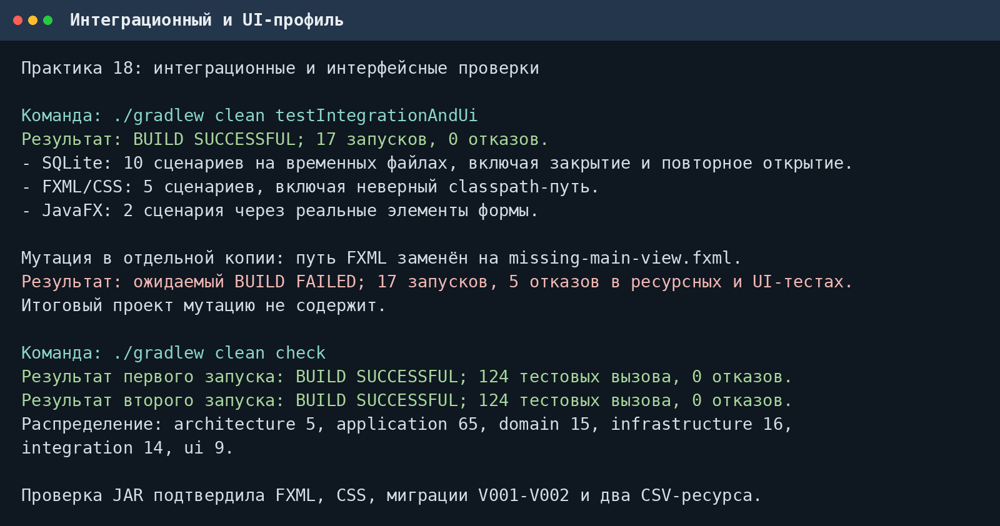 Интеграционный и UI-профиль
Практика 18: интеграционные и интерфейсные проверки
Команда: ./gradlew clean testIntegrationAndUi
Результат: BUILD SUCCESSFUL; 17 запусков, 0 отказов.
- SQLite: 10 сценариев на временных файлах, включая закрытие и повторное открытие.
- FXML/CSS: 5 сценариев, включая неверный classpath-путь.
- JavaFX: 2 сценария через реальные элементы формы.
Мутация в отдельной копии: путь FXML заменён на missing-main-view.fxml.
Результат: ожидаемый BUILD FAILED; 17 запусков, 5 отказов в ресурсных и UI-тестах.
Итоговый проект мутацию не содержит.
Команда: ./gradlew clean check
Результат первого запуска: BUILD SUCCESSFUL; 124 тестовых вызова, 0 отказов.
Результат второго запуска: BUILD SUCCESSFUL; 124 тестовых вызова, 0 отказов.
Распределение: architecture 5, application 65, domain 15, infrastructure 16,
integration 14, ui 9.
Проверка JAR подтвердила FXML, CSS, миграции V001-V002 и два CSV-ресурса.